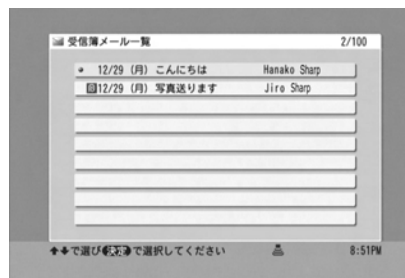 受信簿メール一覧 2/100
12/29 (月) こんにちは Hanako Sharp
12/29 (月) 写真送ります Jiro Sharp
↑↓で選び 決定 で選択してください 8:51PM